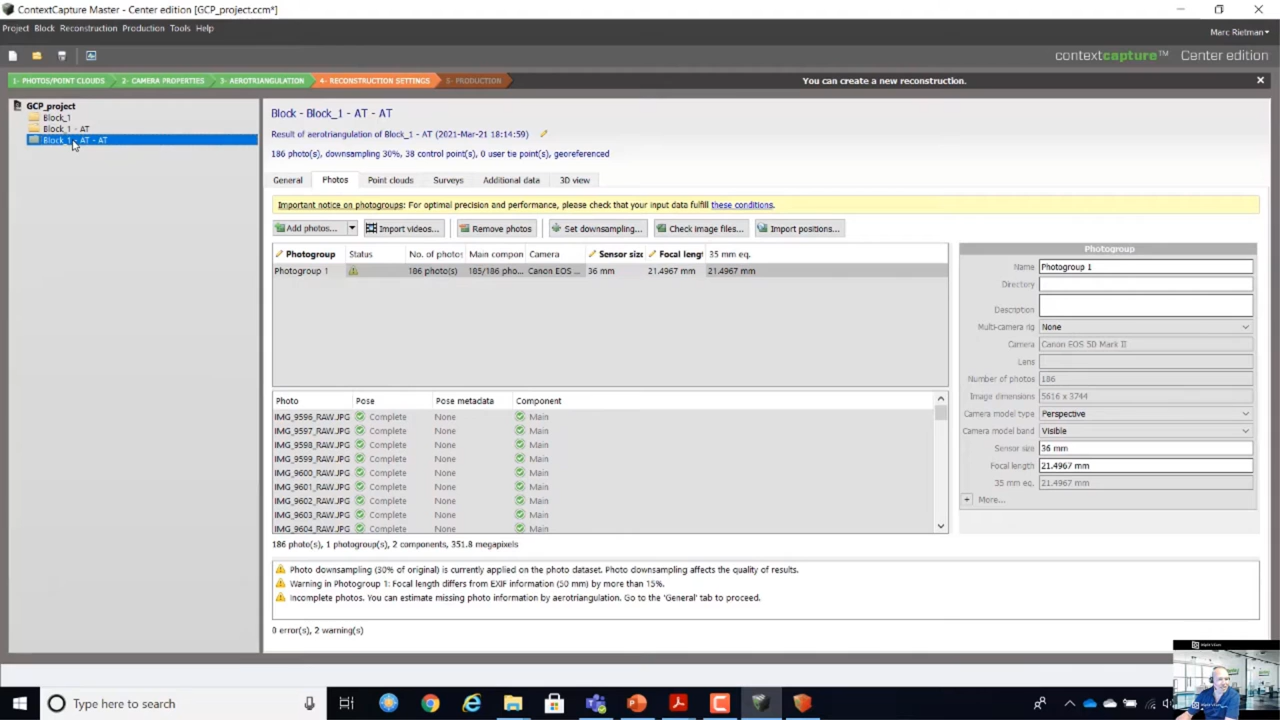 ContextCapture Master - Center edition [GCP_project.ccm*]
Project Block Reconstruction Production Tools Help
Marc Rietman
contextcapture™ Center edition
1- PHOTOS/POINT CLOUDS 2- CAMERA PROPERTIES 3- AEROTRIANGULATION 4- RECONSTRUCTION SETTINGS 5- PRODUCTION You can create a new reconstruction.
GCP_project
Block_1
Block_1 - AT
Block_1 - AT - AT
Block - Block_1 - AT - AT
Result of aerotriangulation of Block_1 - AT (2021-Mar-21 18:14:59)
186 photo(s), downsampling 30%, 38 control point(s), 0 user tie point(s), georeferenced
General Photos Point clouds Surveys Additional data 3D view
Important notice on photogroups: For optimal precision and performance, please check that your input data fulfill these conditions.
Add photos... Import videos... Remove photos Set downsampling... Check image files... Import positions...
Photogroup Status No. of photos Main compon Camera Sensor size Focal lengt 35 mm eq.
Photogroup 1 186 photo(s) 185/186 pho... Canon EOS ... 36 mm 21.4967 mm 21.4967 mm
Photo Pose Pose metadata Component
IMG_9596_RAW.JPG Complete None Main
IMG_9597_RAW.JPG Complete None Main
IMG_9598_RAW.JPG Complete None Main
IMG_9599_RAW.JPG Complete None Main
IMG_9600_RAW.JPG Complete None Main
IMG_9601_RAW.JPG Complete None Main
IMG_9602_RAW.JPG Complete None Main
IMG_9603_RAW.JPG Complete None Main
IMG_9604_RAW.JPG Complete None Main
186 photo(s), 1 photogroup(s), 2 components, 351.8 megapixels
Photo downsampling (30% of original) is currently applied on the photo dataset. Photo downsampling affects the quality of results.
Warning in Photogroup 1: Focal length differs from EXIF information (50 mm) by more than 15%.
Incomplete photos. You can estimate missing photo information by aerotriangulation. Go to the 'General' tab to proceed.
0 error(s), 2 warning(s)
Photogroup
Name Photogroup 1
Directory
Description
Multi-camera rig None
Camera Canon EOS 5D Mark II
Lens
Number of photos 186
Image dimensions 5616 x 3744
Camera model type Perspective
Camera model band Visible
Sensor size 36 mm
Focal length 21.4967 mm
35 mm eq. 21.4967 mm
More...
Type here to search